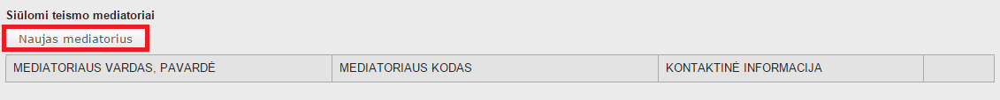 Siūlomi teismo mediatoriai
Naujas mediatorius
MEDIATORIAUS VARDAS, PAVARDĖ MEDIATORIAUS KODAS KONTAKTINĖ INFORMACIJA